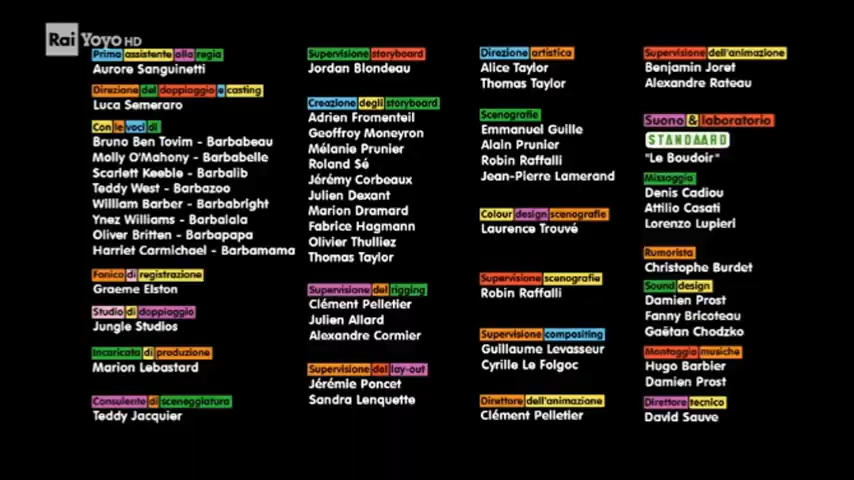 Rai Yoyo HD
Primo assistente alla regia
Aurore Sanguinetti
Direzione del doppiaggio e casting
Luca Semeraro
Con le voci di
Bruno Ben Tovim - Barbabeau
Molly O'Mahony - Barbabelle
Scarlett Keeble - Barbalib
Teddy West - Barbazoo
William Barber - Barbabright
Ynez Williams - Barbalala
Oliver Britten - Barbapapa
Harriet Carmichael - Barbamama
Fonico di registrazione
Graeme Elston
Studio di doppiaggio
Jungle Studios
Incaricata di produzione
Marion Lebastard
Consulente di sceneggiatura
Teddy Jacquier
Supervisione storyboard
Jordan Blondeau
Creazione degli storyboard
Adrien Fromenteil
Geoffroy Moneyron
Mélanie Prunier
Roland Sé
Jérémy Corbeaux
Julien Dexant
Marion Dramard
Fabrice Hagmann
Olivier Thulliez
Thomas Taylor
Supervisione del rigging
Clément Pelletier
Julien Allard
Alexandre Cormier
Supervisione del lay-out
Jérémie Poncet
Sandra Lenquette
Direzione artistica
Alice Taylor
Thomas Taylor
Scenografie
Emmanuel Guille
Alain Prunier
Robin Raffalli
Jean-Pierre Lamerand
Colour design scenografie
Laurence Trouvé
Supervisione scenografie
Robin Raffalli
Supervisione compositing
Guillaume Levasseur
Cyrille Le Folgoc
Direttore dell'animazione
Clément Pelletier
Supervisione dell'animazione
Benjamin Joret
Alexandre Rateau
Suono & laboratorio
STANDAARD
"Le Boudoir"
Missaggio
Denis Cadiou
Attilio Casati
Lorenzo Lupieri
Rumorista
Christophe Burdet
Sound design
Damien Prost
Fanny Bricoteau
Gaëtan Chodzko
Montaggio musiche
Hugo Barbier
Damien Prost
Direttore tecnico
David Sauve